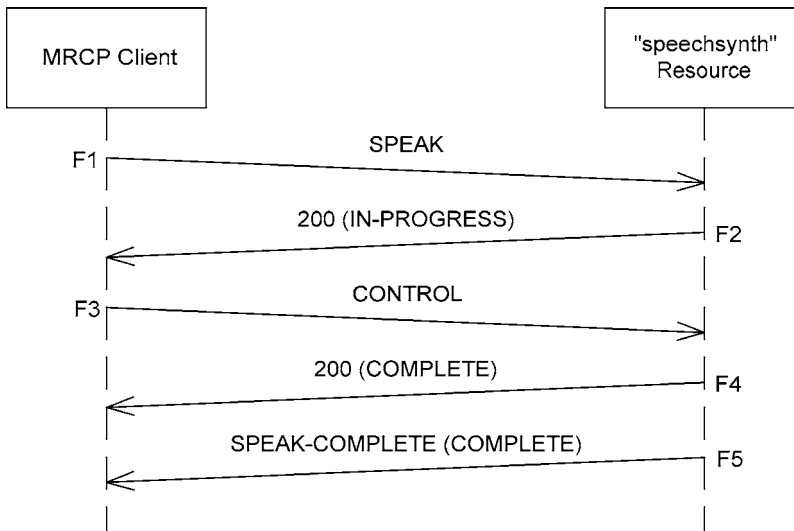 MRCP Client
"speechsynth"
Resource
SPEAK
F1
200 (IN-PROGRESS)
F2
CONTROL
F3
200 (COMPLETE)
F4
SPEAK-COMPLETE (COMPLETE)
F5